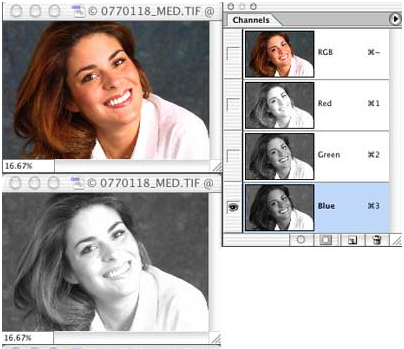 © 0770118_MED.TIF @
16.67%
© 0770118_MED.TIF @
16.67%
Channels
RGB ⌘~
Red ⌘1
Green ⌘2
Blue ⌘3